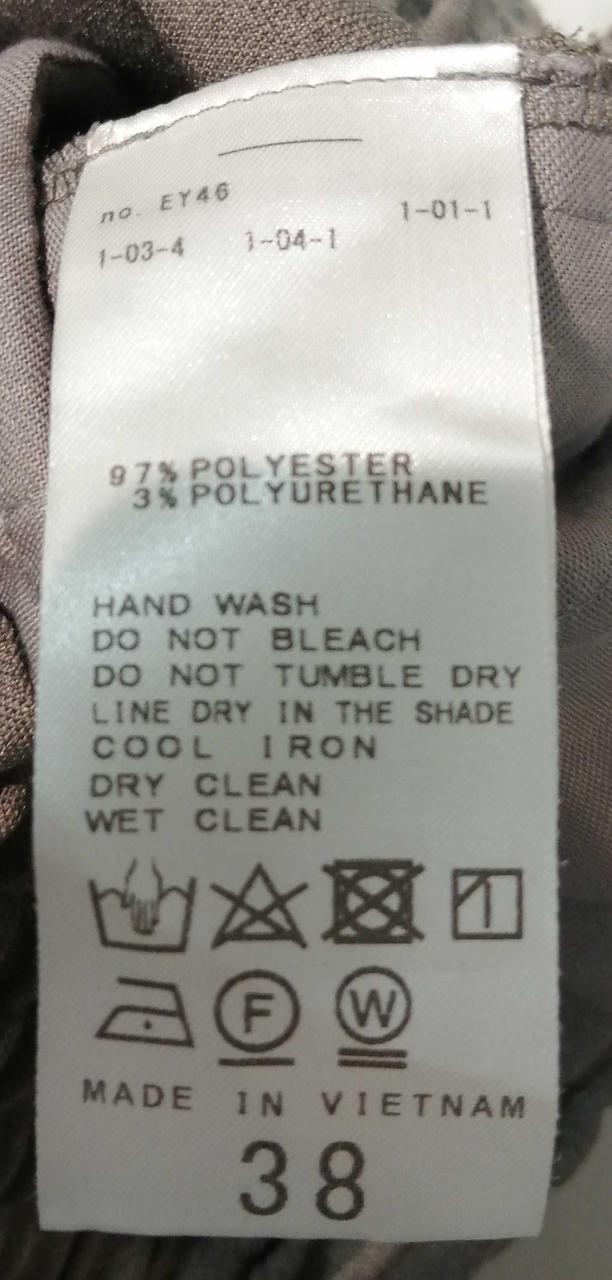 no. EY46
1-01-1
1-03-4 1-04-1
97% POLYESTER
3% POLYURETHANE
HAND WASH
DO NOT BLEACH
DO NOT TUMBLE DRY
LINE DRY IN THE SHADE
COOL IRON
DRY CLEAN
WET CLEAN
F W
MADE IN VIETNAM
38